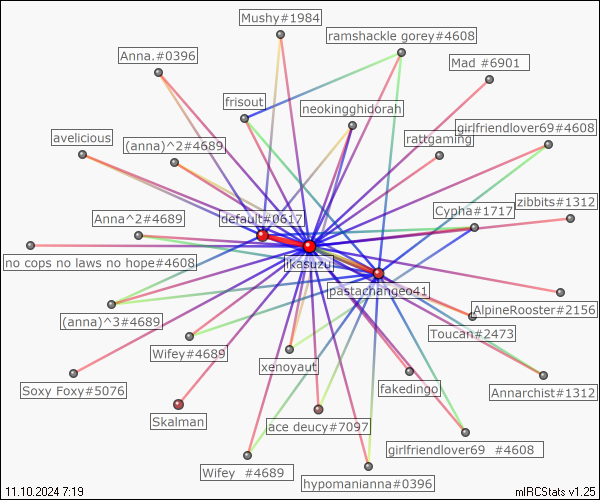 Mushy#1984
ramshackle gorey#4608
Anna.#0396
Mad #6901
frisout
neokingghidorah
girlfriendlover69#4608
avelicious
(anna)^2#4689
rattgaming
zibbits#1312
Anna^2#4689
default#0617
Cypha#1717
no cops no laws no hope#4608
ikasuzu
pastachangeo41
AlpineRooster#2156
(anna)^3#4689
Toucan#2473
Wifey#4689
xenoyaut
Soxy Foxy#5076
fakedingo
Annarchist#1312
Skalman
ace deucy#7097
girlfriendlover69 #4608
Wifey #4689
hypomanianna#0396
11.10.2024 7:19
mIRCStats v1.25